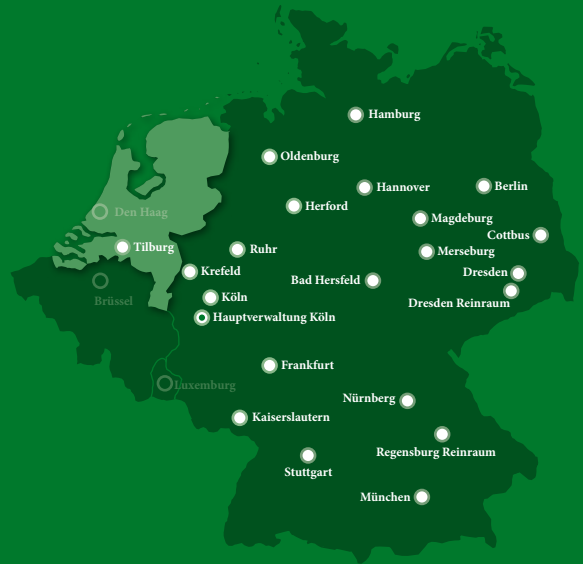 Hamburg
Oldenburg
Hannover
Berlin
Herford
Den Haag
Magdeburg
Cottbus
Tilburg
Ruhr
Merseburg
Krefeld
Dresden
Bad Hersfeld
Brüssel
Köln
Dresden Reinraum
Hauptverwaltung Köln
Frankfurt
Luxemburg
Nürnberg
Kaiserslautern
Regensburg Reinraum
Stuttgart
München